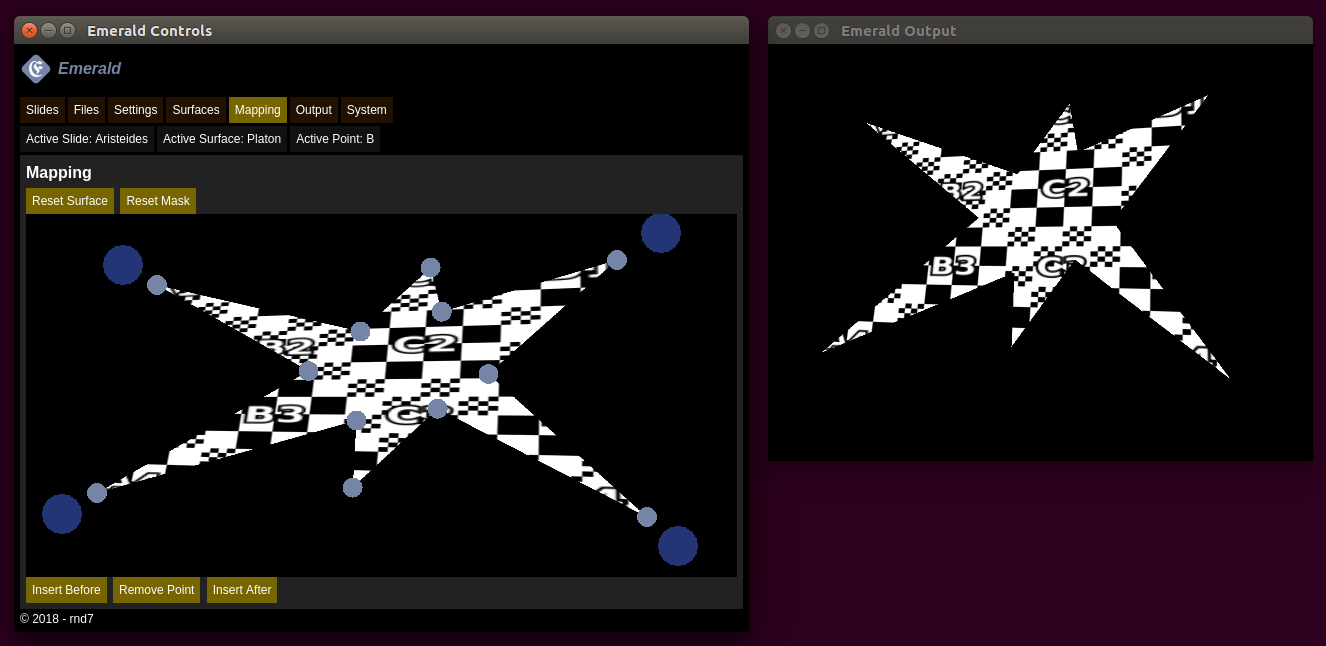 Emerald Controls
Emerald
Slides Files Settings Surfaces Mapping Output System
Active Slide: Aristeides Active Surface: Platon Active Point: B
Mapping
Reset Surface Reset Mask
B2 C2
B3
Insert Before Remove Point Insert After
© 2018 - rnd7
Emerald Output
B2 C2
B3